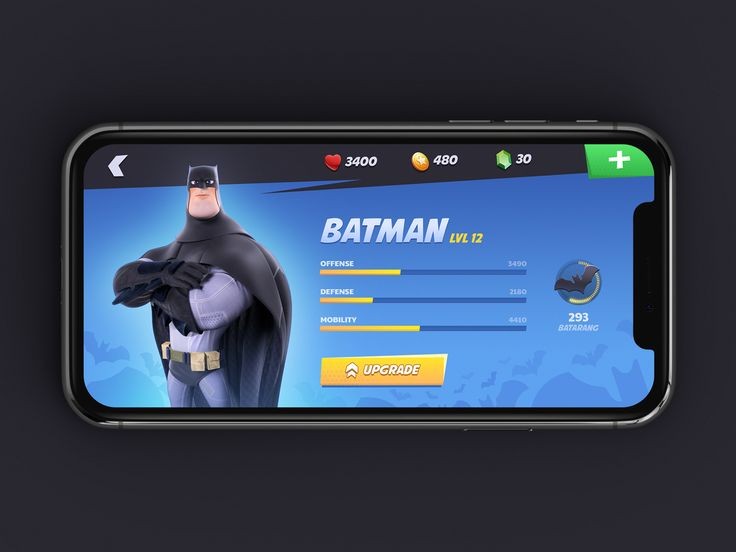 3400 480 30
BATMAN LVL 12
OFFENSE 3490
DEFENSE 2180
MOBILITY 4410
293
BATARANG
UPGRADE